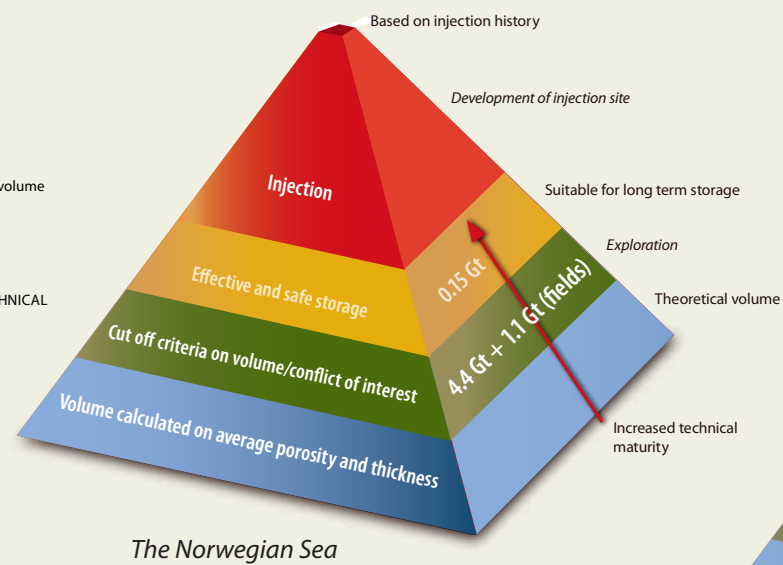 Based on injection history
Development of injection site
volume
Injection
Suitable for long term storage
Exploration
Effective and safe storage
0.15 Gt
HNICAL
Theoretical volume
Cut off criteria on volume/conflict of interest
4.4 Gt + 1.1 Gt (fields)
Volume calculated on average porosity and thickness
Increased technical
maturity
The Norwegian Sea